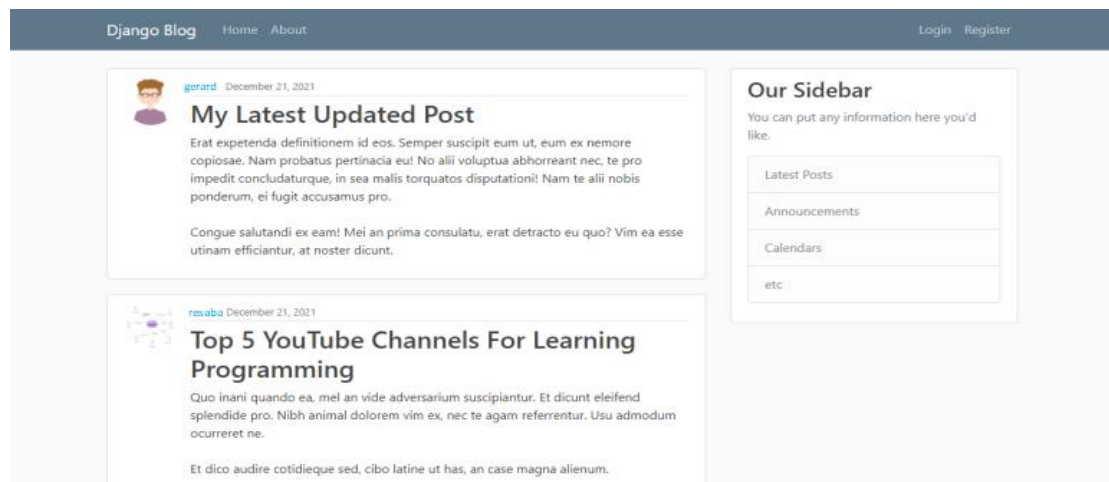 Django Blog Home About Login Register
gerard December 21, 2021
My Latest Updated Post
Erat expetenda definitionem id eos. Semper suscipit eum ut, eum ex nemore
copiosae. Nam probatus pertinacia eu! No alii voluptua abhorreant nec, te pro
impedit concludaturque, in sea malis torquatos disputationi! Nam te alii nobis
ponderum, ei fugit accusamus pro.
Congue salutandi ex eam! Mei an prima consulatu, erat detracto eu quo? Vim ea esse
utinam efficiantur, at noster dicunt.
resaba December 21, 2021
Top 5 YouTube Channels For Learning
Programming
Quo inani quando ea, mel an vide adversarium suscipiantur. Et dicunt eleifend
splendide pro. Nibh animal dolorem vim ex, nec te agam referrentur. Usu admodum
ocurreret ne.
Et dico audire cotidieque sed, cibo latine ut has, an case magna alienum.
Our Sidebar
You can put any information here you'd
like.
Latest Posts
Announcements
Calendars
etc